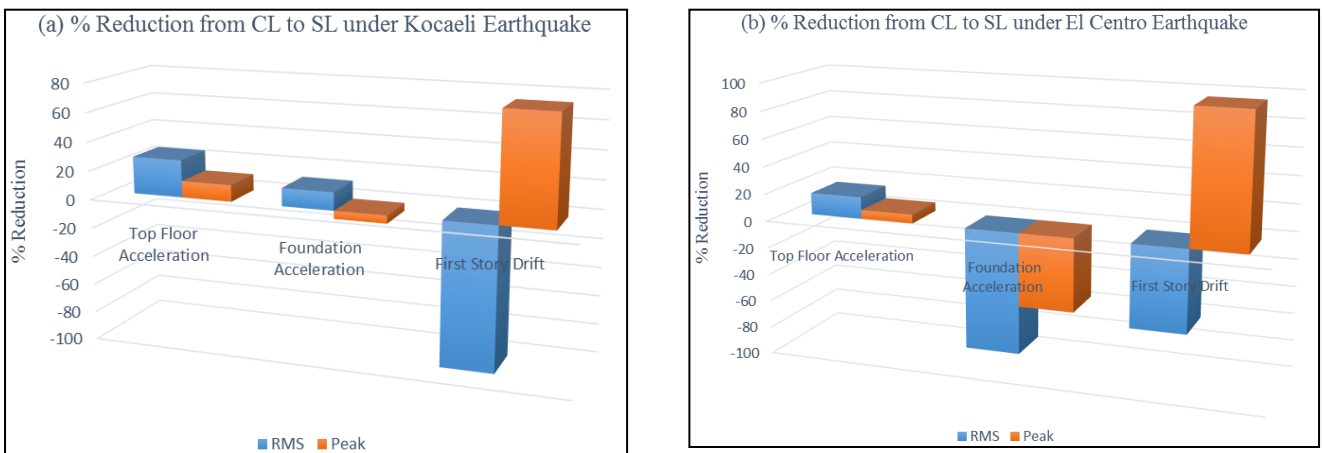 (a) % Reduction from CL to SL under Kocaeli Earthquake
80
60
40
20
0
-20
-40
-60
-80
-100
% Reduction
Top Floor
Acceleration
Foundation
Acceleration
First Story Drift
RMS
Peak
(b) % Reduction from CL to SL under El Centro Earthquake
100
80
60
40
20
0
-20
-40
-60
-80
-100
% Reduction
Top Floor Acceleration
Foundation
Acceleration
First Story Drift
RMS
Peak